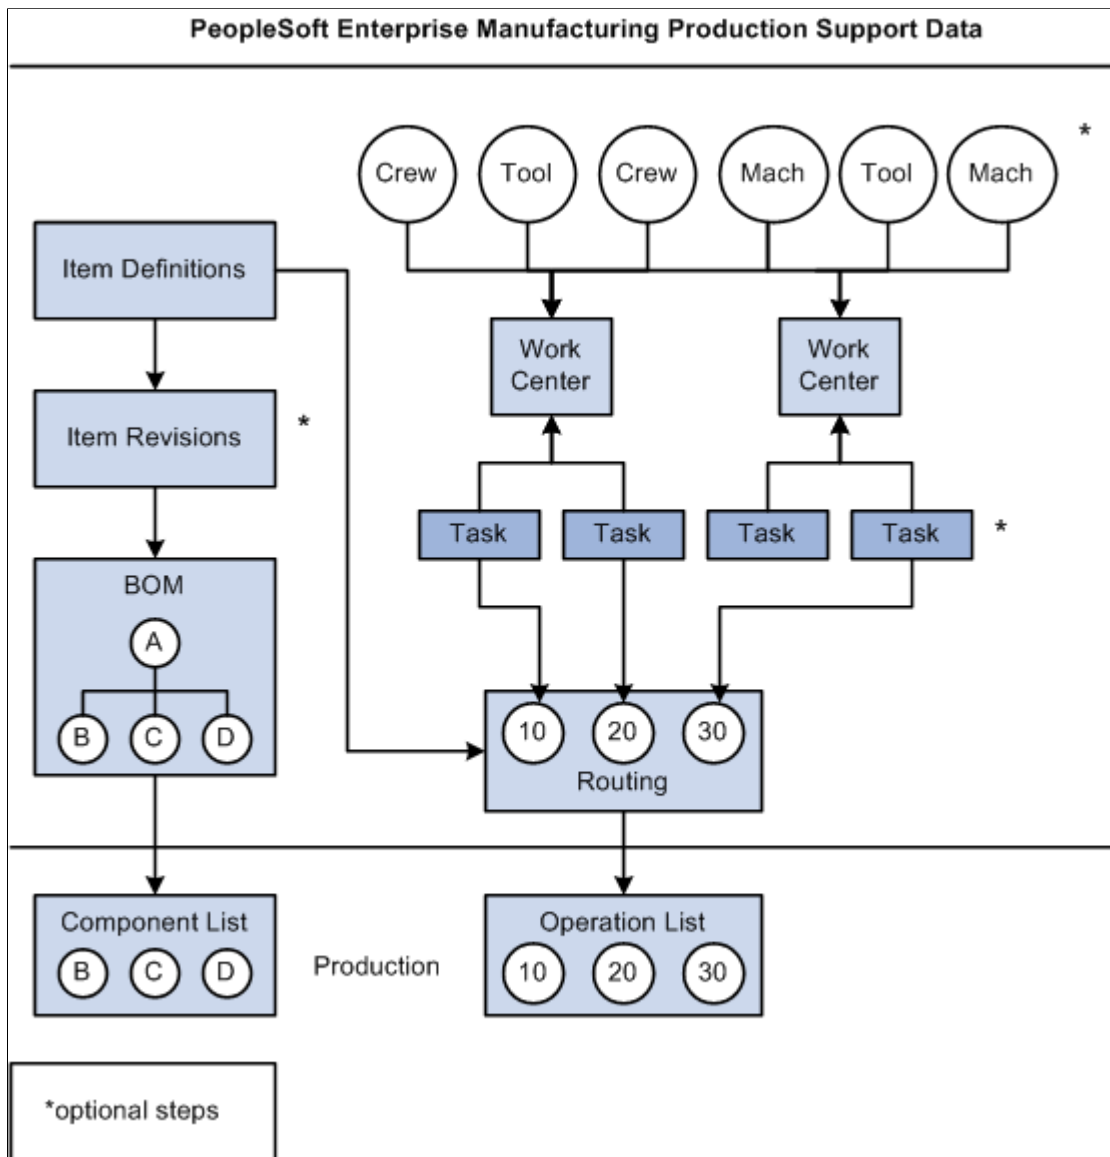 PeopleSoft Enterprise Manufacturing Production Support Data
*
Crew
Tool
Crew
Mach
Tool
Mach
Item Definitions
Work
Center
Work
Center
Item Revisions
*
Task
Task
Task
Task
*
BOM
A
B
C
D
10
20
30
Routing
Component List
B
C
D
Production
Operation List
10
20
30
*optional steps